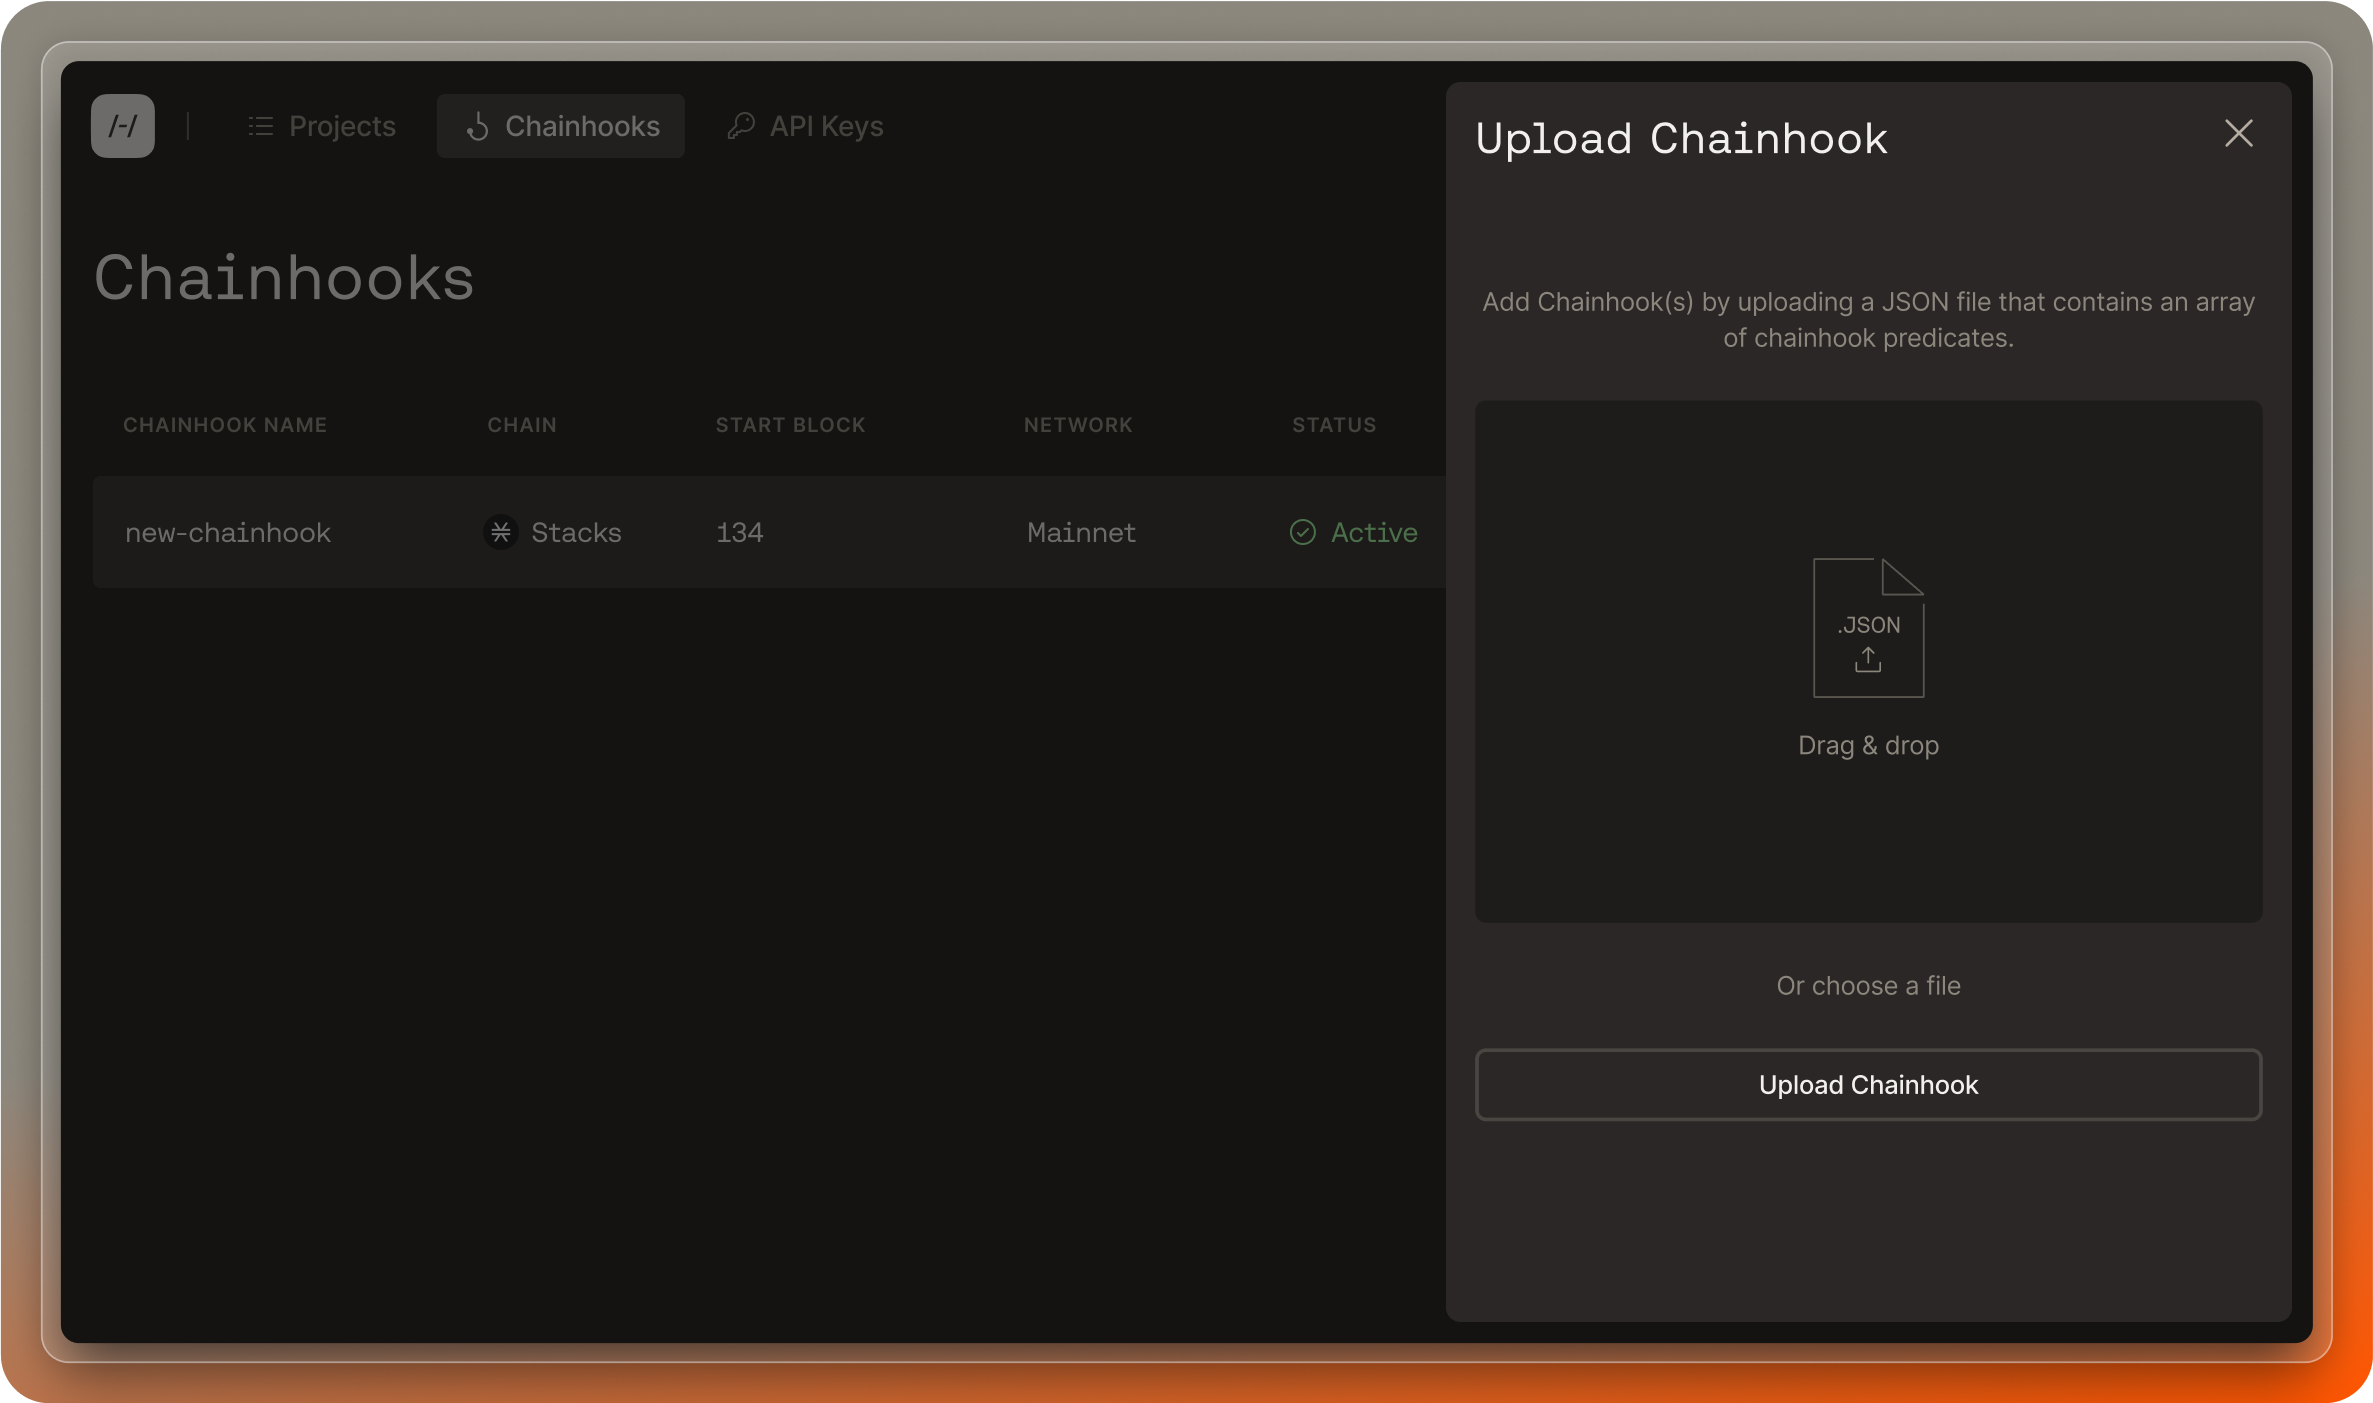 /-/
Projects
Chainhooks
API Keys
Chainhooks
CHAINHOOK NAME
CHAIN
START BLOCK
NETWORK
STATUS
new-chainhook
Stacks
134
Mainnet
Active
Upload Chainhook
Add Chainhook(s) by uploading a JSON file that contains an array
of chainhook predicates.
.JSON
Drag & drop
Or choose a file
Upload Chainhook